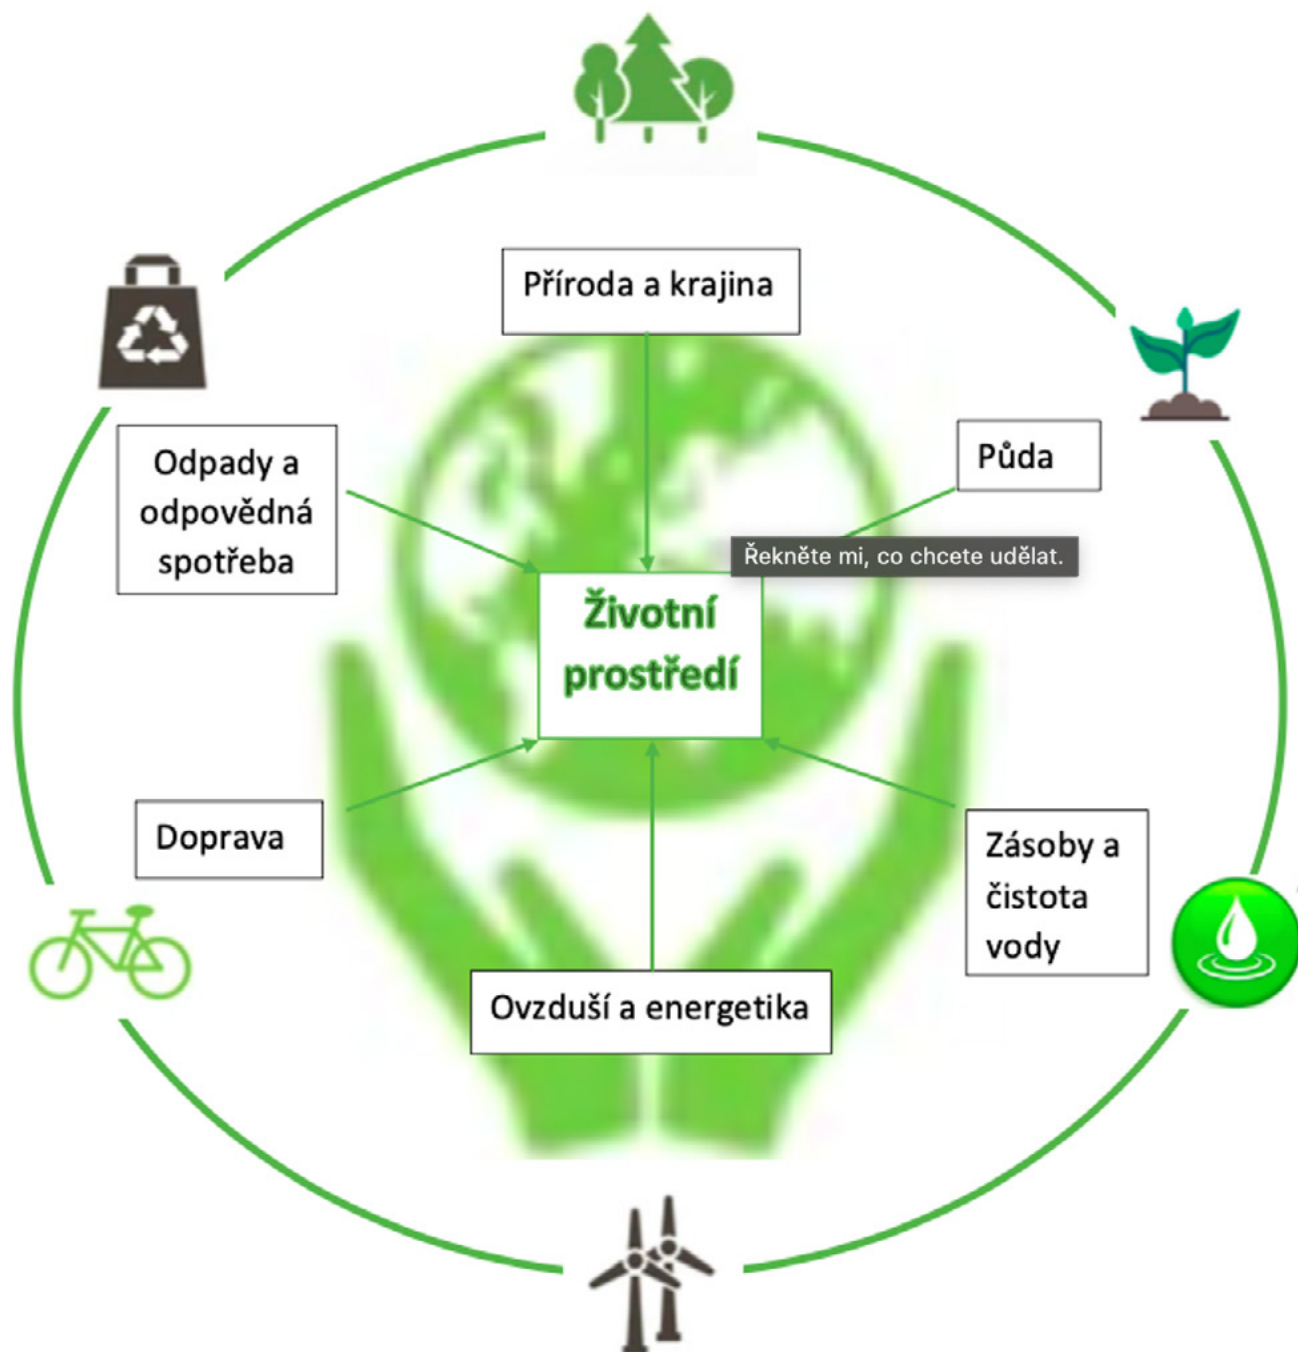 Příroda a krajina
Odpady a
odpovědná
spotřeba
Půda
Řekněte mi, co chcete udělat.
Životní
prostředí
Doprava
Zásoby a
čistota
vody
Ovzduší a energetika